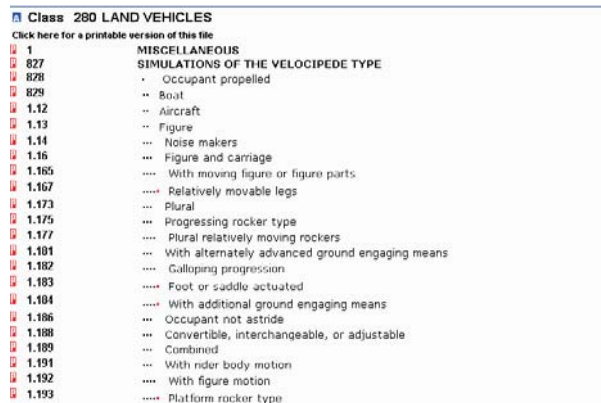 A Class 280 LAND VEHICLES
Click here for a printable version of this file
1 MISCELLANEOUS
827 SIMULATIONS OF THE VELOCIPEDE TYPE
828 · Occupant propelled
829 ·· Boat
1.12 ·· Aircraft
1.13 ·· Figure
1.14 ··· Noise makers
1.16 ··· Figure and carriage
1.165 ···· With moving figure or figure parts
1.167 ····· Relatively movable legs
1.173 ··· Plural
1.175 ··· Progressing rocker type
1.177 ···· Plural relatively moving rockers
1.181 ··· With alternately advanced ground engaging means
1.182 ···· Galloping progression
1.183 ····· Foot or saddle actuated
1.184 ····· With additional ground engaging means
1.186 ··· Occupant not astride
1.188 ··· Convertible, interchangeable, or adjustable
1.189 ··· Combined
1.191 ··· With rider body motion
1.192 ···· With figure motion
1.193 ····· Platform rocker type